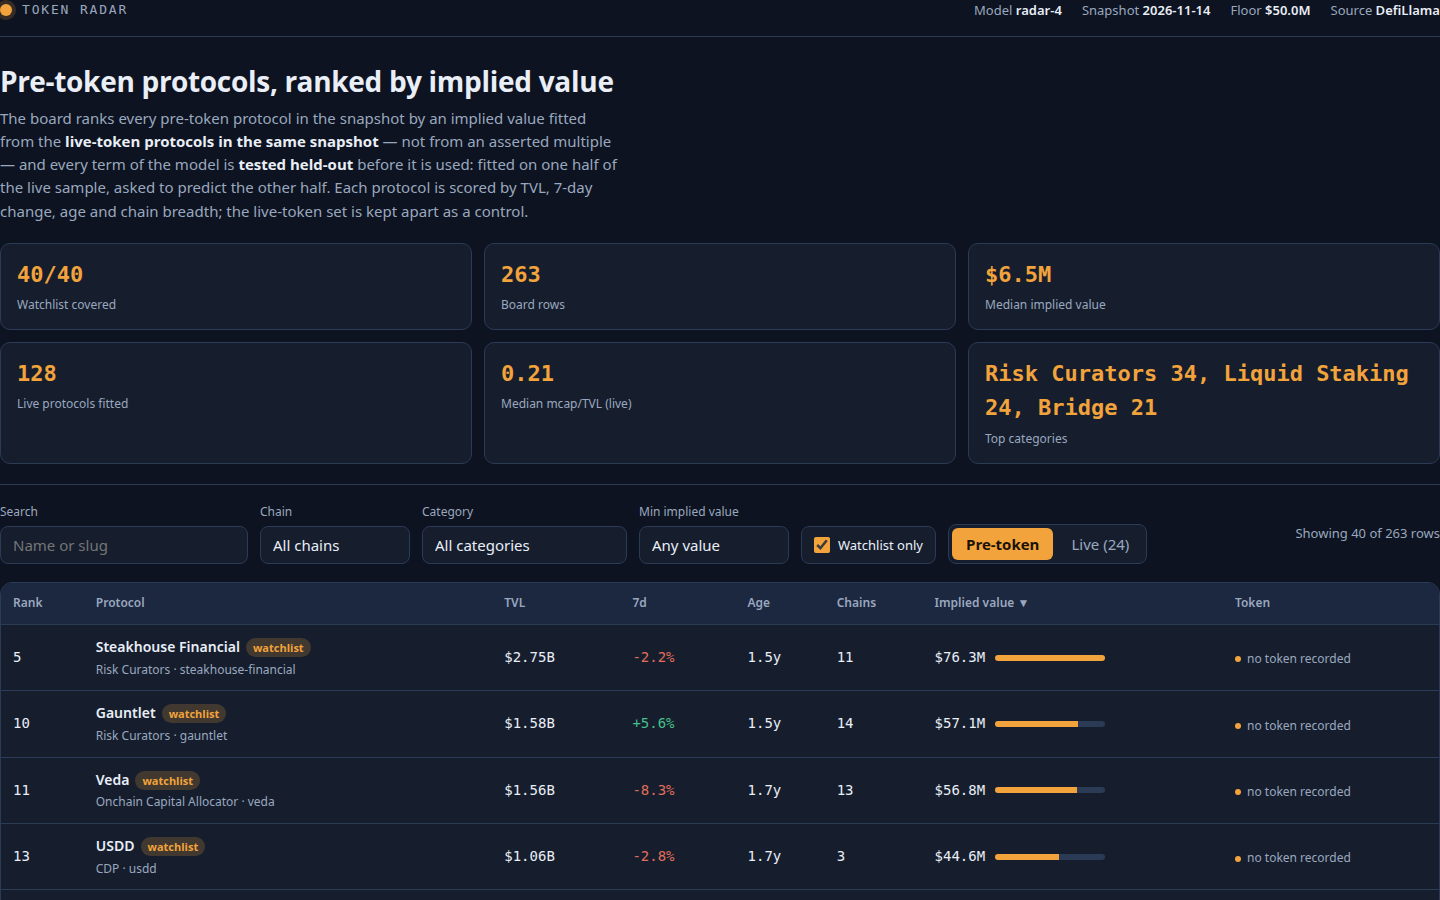 TOKEN RADAR
Model radar-4 Snapshot 2026-11-14 Floor $50.0M Source DefiLlama
Pre-token protocols, ranked by implied value
The board ranks every pre-token protocol in the snapshot by an implied value fitted
from the live-token protocols in the same snapshot — not from an asserted multiple
— and every term of the model is tested held-out before it is used: fitted on one half of
the live sample, asked to predict the other half. Each protocol is scored by TVL, 7-day
change, age and chain breadth; the live-token set is kept apart as a control.
40/40
Watchlist covered
263
Board rows
$6.5M
Median implied value
128
Live protocols fitted
0.21
Median mcap/TVL (live)
Risk Curators 34, Liquid Staking
24, Bridge 21
Top categories
Search
Name or slug
Chain
All chains
Category
All categories
Min implied value
Any value
Watchlist only
Pre-token
Live (24)
Showing 40 of 263 rows
Rank Protocol TVL 7d Age Chains Implied value ▼ Token
5 Steakhouse Financial watchlist $2.75B -2.2% 1.5y 11 $76.3M no token recorded
Risk Curators · steakhouse-financial
10 Gauntlet watchlist $1.58B +5.6% 1.5y 14 $57.1M no token recorded
Risk Curators · gauntlet
11 Veda watchlist $1.56B -8.3% 1.7y 13 $56.8M no token recorded
Onchain Capital Allocator · veda
13 USDD watchlist $1.06B -2.8% 1.7y 3 $44.6M no token recorded
CDP · usdd